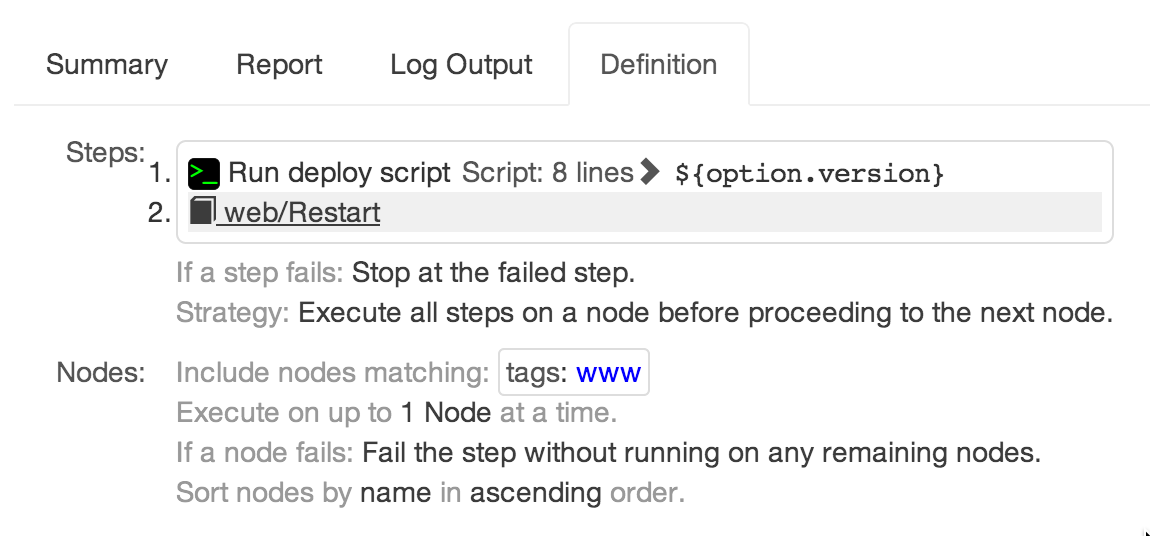 Summary Report Log Output Definition
Steps:
1. >_ Run deploy script Script: 8 lines ${option.version}
2. web/Restart
If a step fails: Stop at the failed step.
Strategy: Execute all steps on a node before proceeding to the next node.
Nodes: Include nodes matching: tags: www
Execute on up to 1 Node at a time.
If a node fails: Fail the step without running on any remaining nodes.
Sort nodes by name in ascending order.